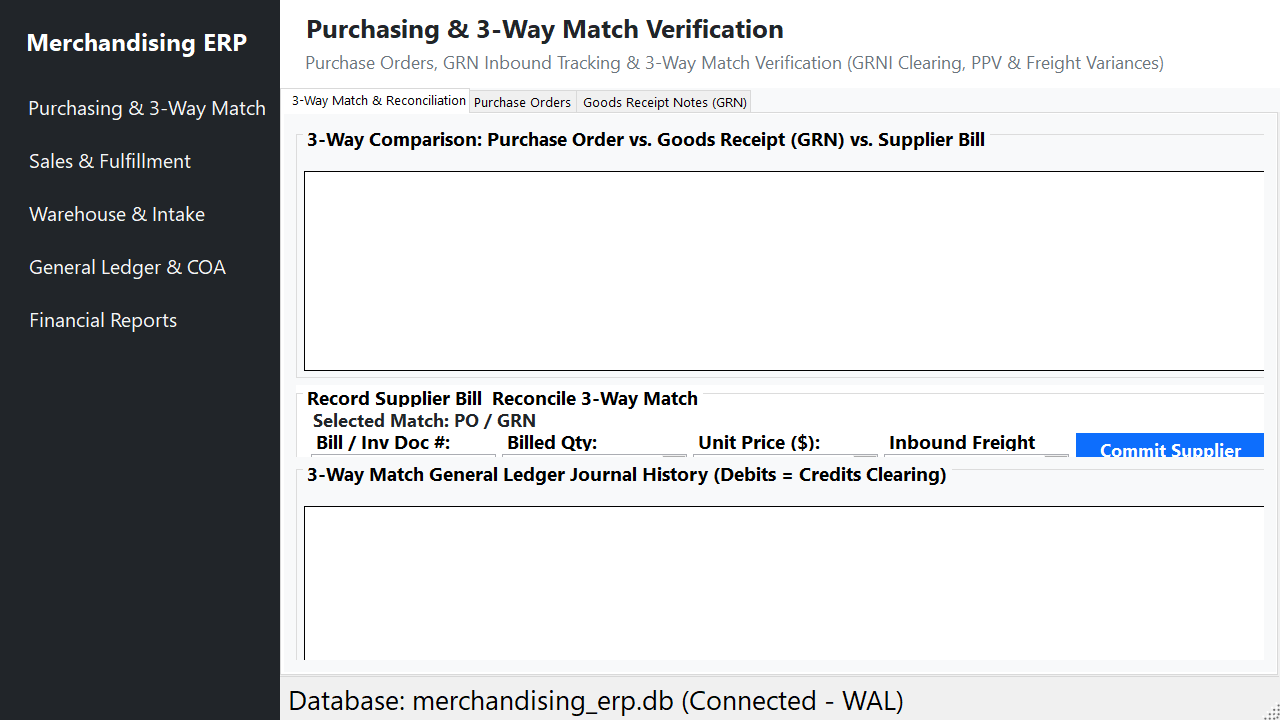 Merchandising ERP
Purchasing & 3-Way Match
Sales & Fulfillment
Warehouse & Intake
General Ledger & COA
Financial Reports
Purchasing & 3-Way Match Verification
Purchase Orders, GRN Inbound Tracking & 3-Way Match Verification (GRNI Clearing, PPV & Freight Variances)
3-Way Match & Reconciliation Purchase Orders Goods Receipt Notes (GRN)
3-Way Comparison: Purchase Order vs. Goods Receipt (GRN) vs. Supplier Bill
Record Supplier Bill Reconcile 3-Way Match
Selected Match: PO / GRN
Bill / Inv Doc #: Billed Qty: Unit Price ($): Inbound Freight
Commit Supplier
3-Way Match General Ledger Journal History (Debits = Credits Clearing)
Database: merchandising_erp.db (Connected - WAL)